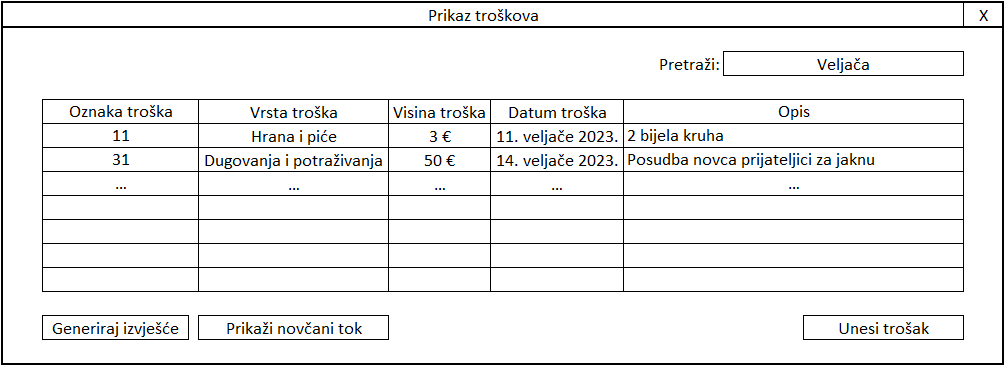 Prikaz troškova X
Pretraži: Veljača
Oznaka troška Vrsta troška Visina troška Datum troška Opis
11 Hrana i piće 3 € 11. veljače 2023. 2 bijela kruha
31 Dugovanja i potraživanja 50 € 14. veljače 2023. Posudba novca prijateljici za jaknu
... ... ... ... ...
Generiraj izvješće Prikaži novčani tok Unesi trošak